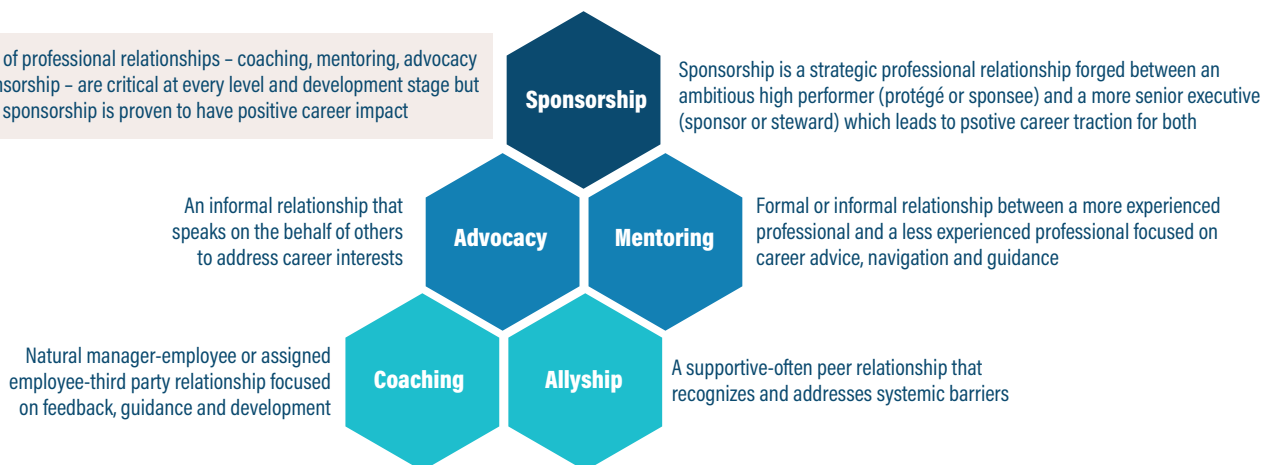 of professional relationships – coaching, mentoring, advocacy
nsorship – are critical at every level and development stage but
sponsorship is proven to have positive career impact
Sponsorship
Sponsorship is a strategic professional relationship forged between an
ambitious high performer (protégé or sponsee) and a more senior executive
(sponsor or steward) which leads to psotive career traction for both
An informal relationship that
speaks on the behalf of others
to address career interests
Advocacy
Mentoring
Formal or informal relationship between a more experienced
professional and a less experienced professional focused on
career advice, navigation and guidance
Natural manager-employee or assigned
employee-third party relationship focused
on feedback, guidance and development
Coaching
Allyship
A supportive-often peer relationship that
recognizes and addresses systemic barriers